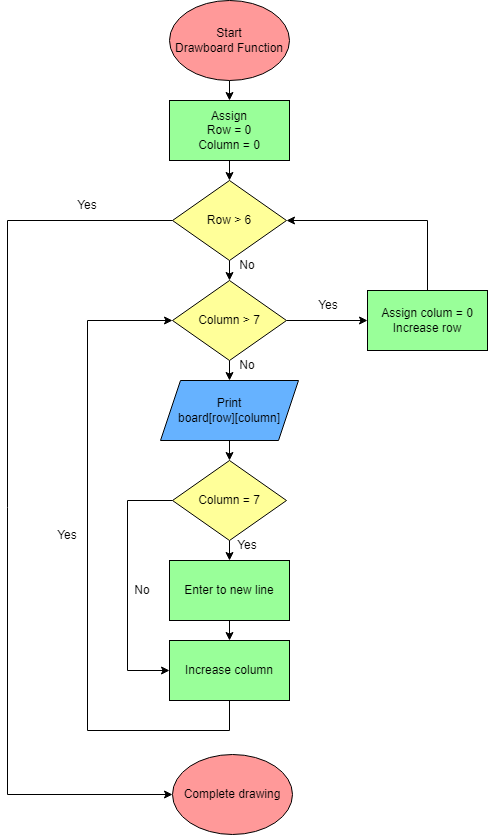 Start
Drawboard Function
Assign
Row = 0
Column = 0
Yes
Row > 6
No
Column > 7
Yes
Assign colum = 0
Increase row
No
Print
board[row][column]
Column = 7
Yes
Yes
No
Enter to new line
Increase column
Complete drawing